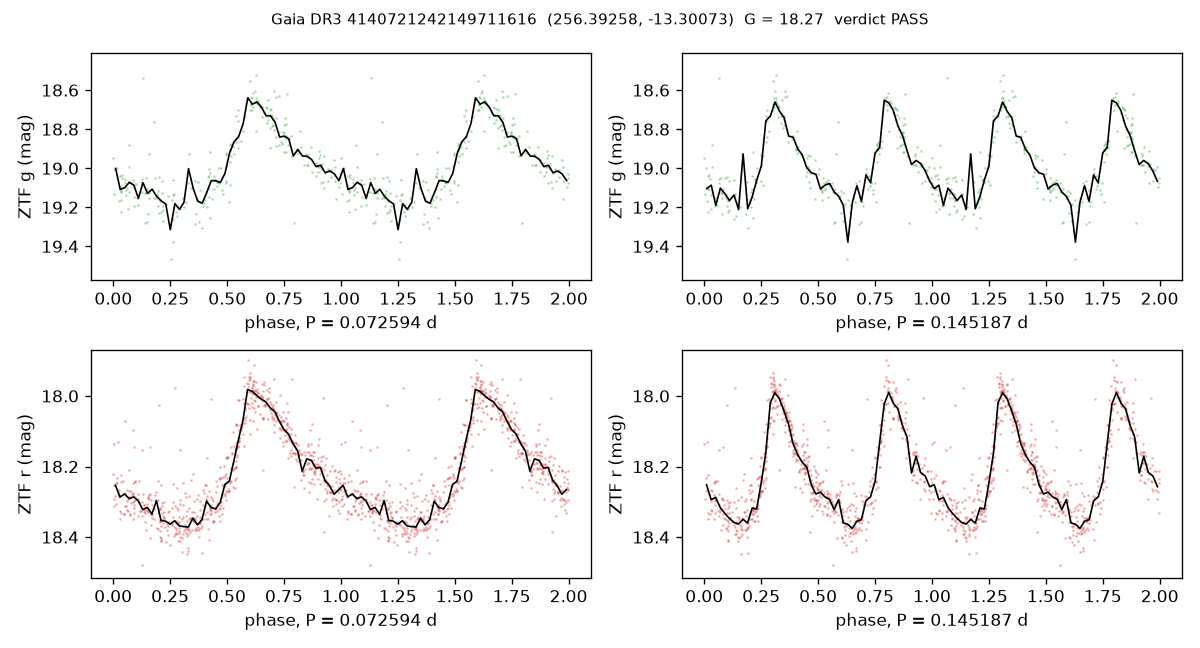 Gaia DR3 4140721242149711616  (256.39258, -13.30073)  G = 18.27  verdict PASS
ZTF g (mag)
18.6
18.8
19.0
19.2
19.4
0.00 0.25 0.50 0.75 1.00 1.25 1.50 1.75 2.00
phase, P = 0.072594 d
ZTF g (mag)
18.6
18.8
19.0
19.2
19.4
0.00 0.25 0.50 0.75 1.00 1.25 1.50 1.75 2.00
phase, P = 0.145187 d
ZTF r (mag)
18.0
18.2
18.4
0.00 0.25 0.50 0.75 1.00 1.25 1.50 1.75 2.00
phase, P = 0.072594 d
ZTF r (mag)
18.0
18.2
18.4
0.00 0.25 0.50 0.75 1.00 1.25 1.50 1.75 2.00
phase, P = 0.145187 d